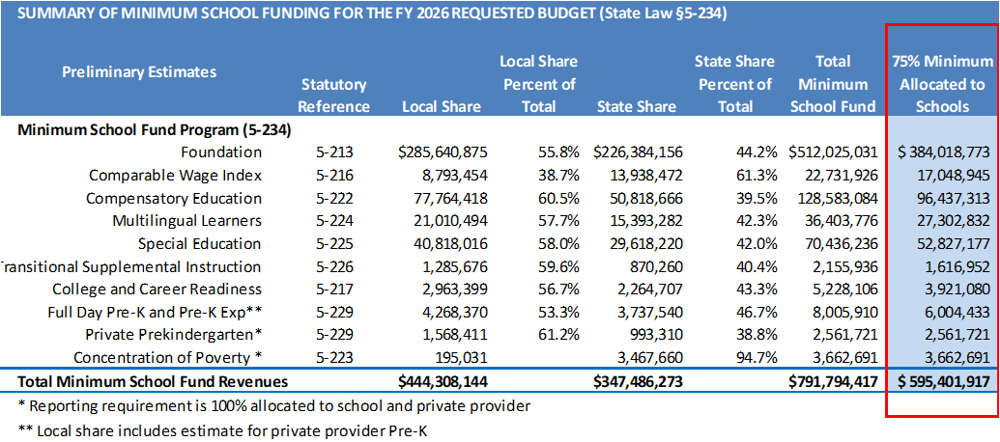 SUMMARY OF MINIMUM SCHOOL FUNDING FOR THE FY 2026 REQUESTED BUDGET (State Law §5-234)
Preliminary Estimates Statutory Reference Local Share Local Share Percent of Total State Share State Share Percent of Total Total Minimum School Fund 75% Minimum Allocated to Schools
Minimum School Fund Program (5-234)
Foundation 5-213 $285,640,875 55.8% $226,384,156 44.2% $512,025,031 $ 384,018,773
Comparable Wage Index 5-216 8,793,454 38.7% 13,938,472 61.3% 22,731,926 17,048,945
Compensatory Education 5-222 77,764,418 60.5% 50,818,666 39.5% 128,583,084 96,437,313
Multilingual Learners 5-224 21,010,494 57.7% 15,393,282 42.3% 36,403,776 27,302,832
Special Education 5-225 40,818,016 58.0% 29,618,220 42.0% 70,436,236 52,827,177
ransitional Supplemental Instruction 5-226 1,285,676 59.6% 870,260 40.4% 2,155,936 1,616,952
College and Career Readiness 5-217 2,963,399 56.7% 2,264,707 43.3% 5,228,106 3,921,080
Full Day Pre-K and Pre-K Exp** 5-229 4,268,370 53.3% 3,737,540 46.7% 8,005,910 6,004,433
Private Prekindergarten* 5-229 1,568,411 61.2% 993,310 38.8% 2,561,721 2,561,721
Concentration of Poverty * 5-223 195,031 3,467,660 94.7% 3,662,691 3,662,691
Total Minimum School Fund Revenues $444,308,144 $347,486,273 $791,794,417 $ 595,401,917
* Reporting requirement is 100% allocated to school and private provider
** Local share includes estimate for private provider Pre-K